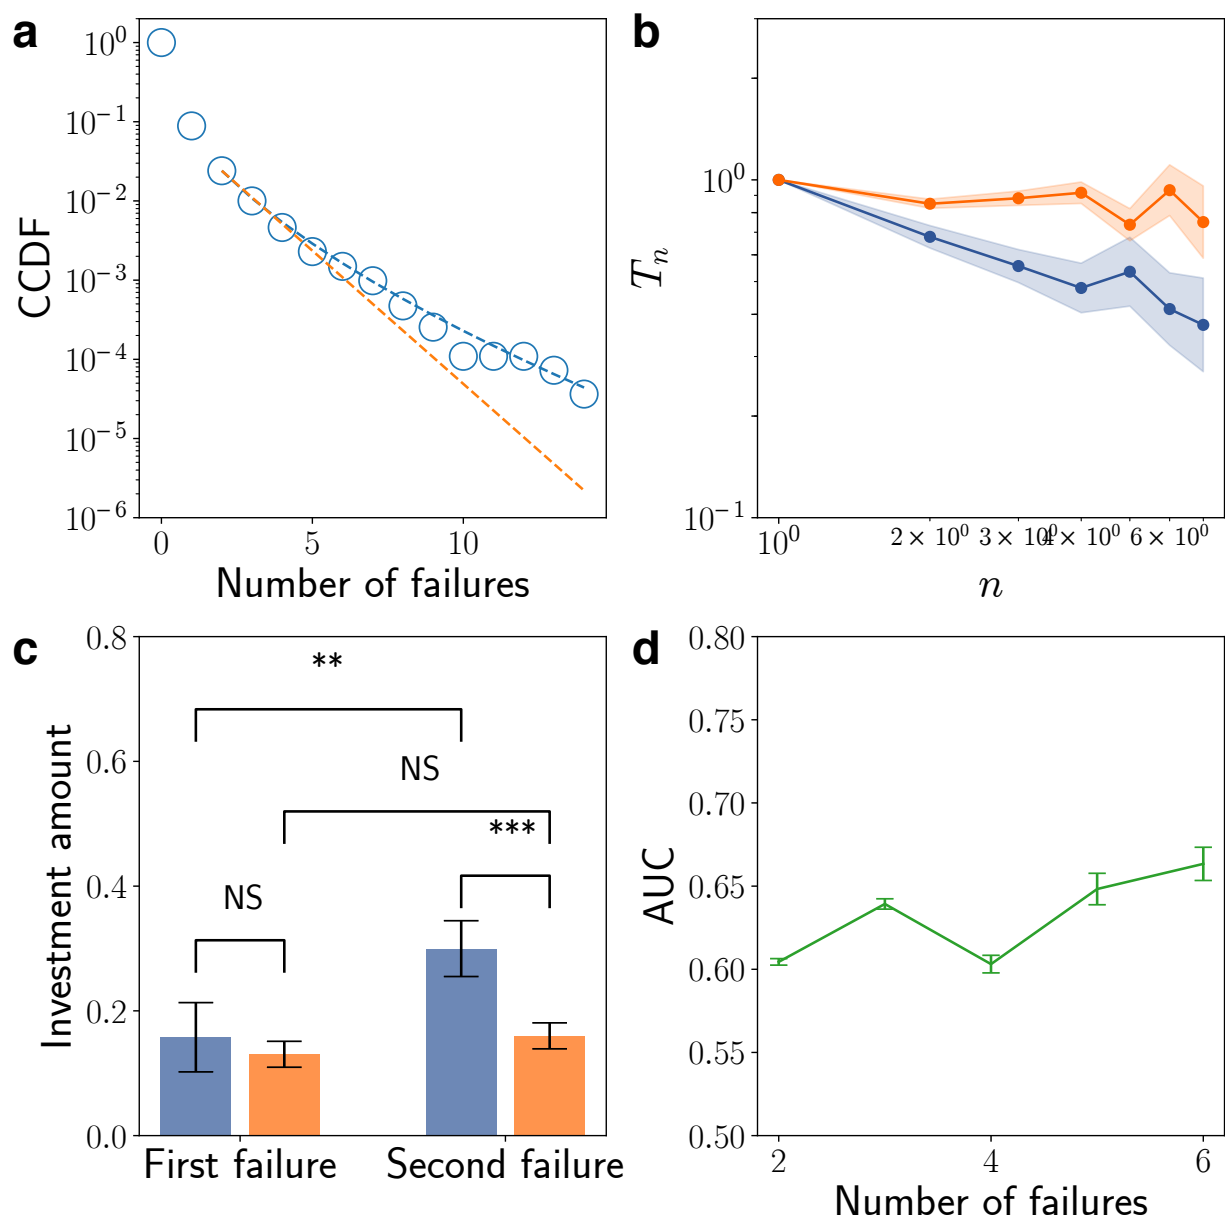 a
10^0
10^-1
10^-2
10^-3
10^-4
10^-5
10^-6
CCDF
0 5 10
Number of failures
b
10^0
10^-1
T_n
10^0 2 × 10^0 3 × 10^0 4 × 10^0 6 × 10^0
n
c
0.8
0.6
0.4
0.2
0.0
Investment amount
**
NS
***
NS
First failure Second failure
d
0.80
0.75
0.70
0.65
0.60
0.55
0.50
AUC
2 4 6
Number of failures